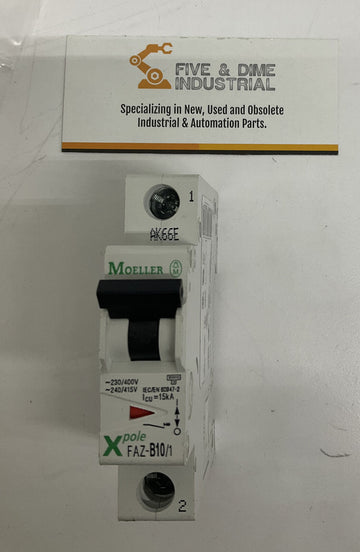 FIVE & DIME
INDUSTRIAL
Specializing in New, Used and Obsolete
Industrial & Automation Parts.
1
AK66E
MOELLER
~230/400V
~240/415V
IEC/EN 60947-2
Icu=15kA
Xpole
FAZ-B10/1
2